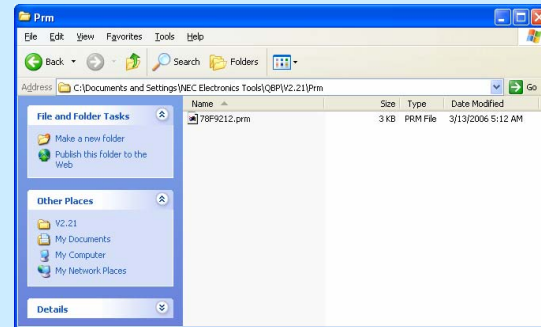 Prm
File Edit View Favorites Tools Help
Back Search Folders
Address C:\Documents and Settings\NEC Electronics Tools\QBP\V2.21\Prm Go
Name Size Type Date Modified
File and Folder Tasks
Make a new folder
Publish this folder to the
Web
78F9212.prm 3 KB PRM File 3/13/2006 5:12 AM
Other Places
V2.21
My Documents
My Computer
My Network Places
Details